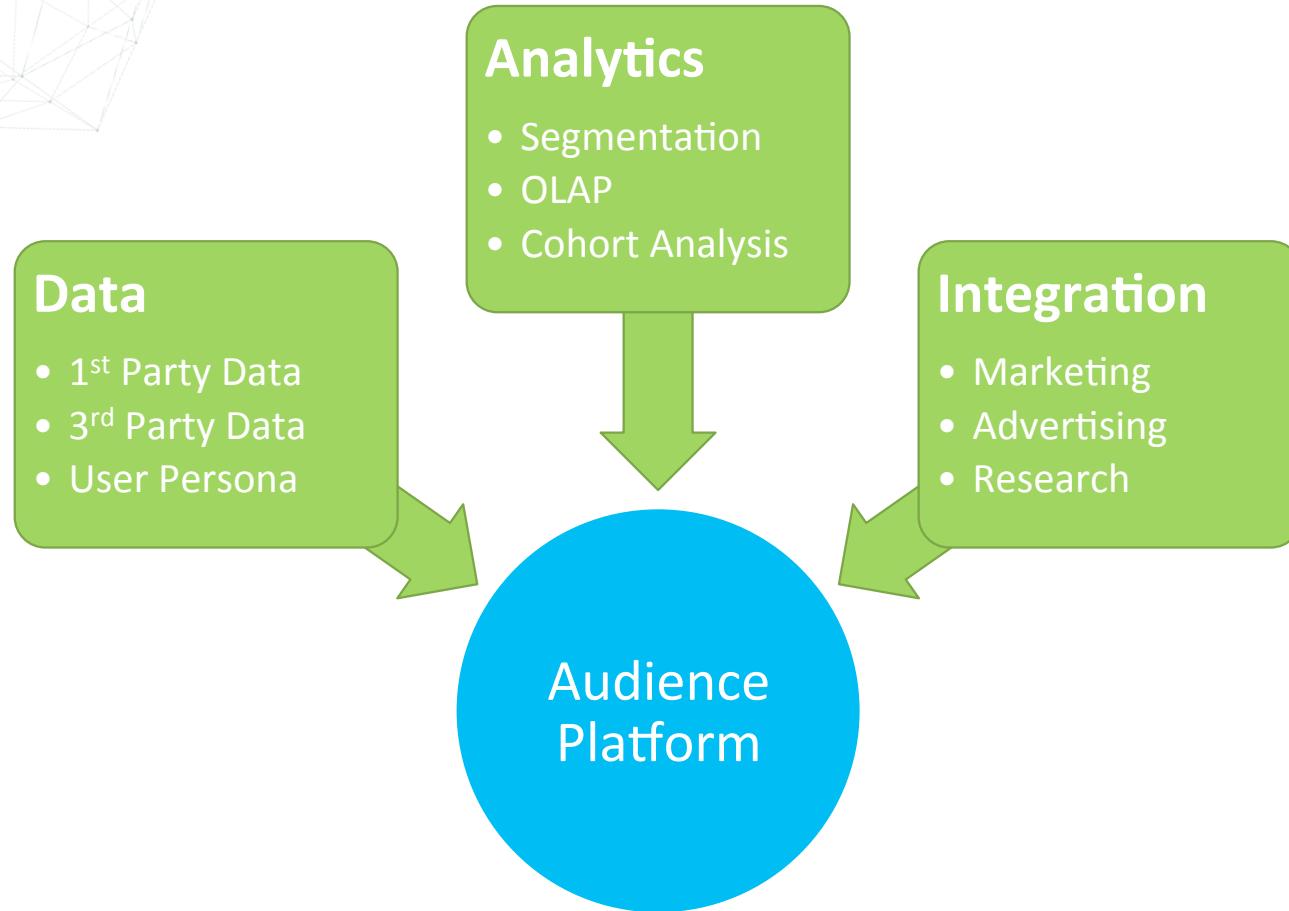 Analytics
• Segmentation
• OLAP
• Cohort Analysis
Data
• 1st Party Data
• 3rd Party Data
• User Persona
Integration
• Marketing
• Advertising
• Research
Audience
Platform